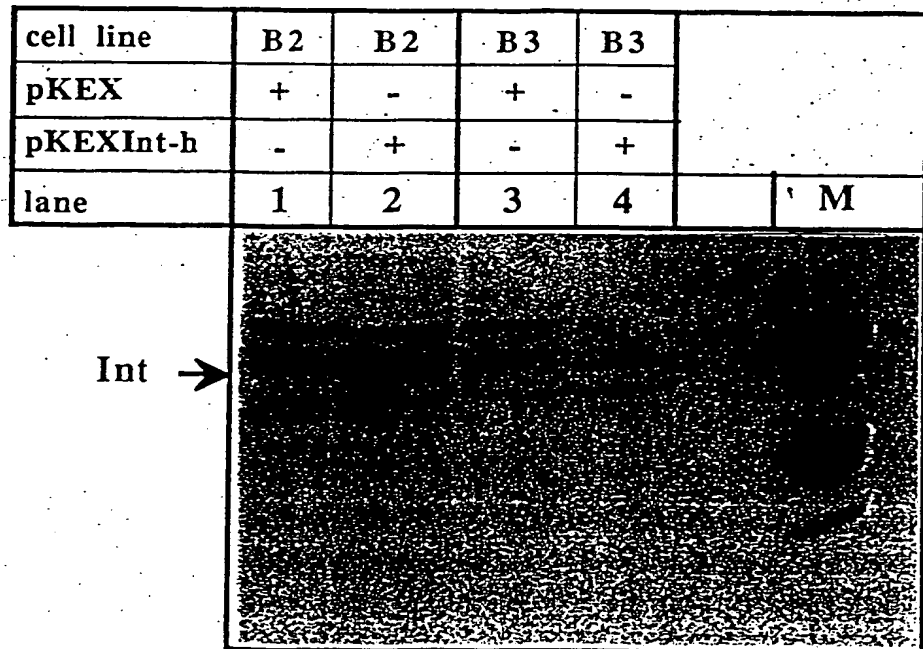 cell line B2 B2 B3 B3
pKEX + - + -
pKEXInt-h - + - +
lane 1 2 3 4 M
Int